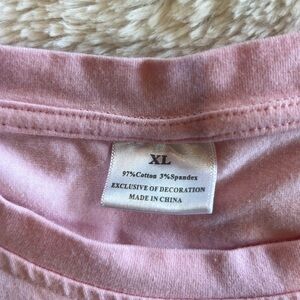 XL
97%Cotton 3%Spandex
EXCLUSIVE OF DECORATION
MADE IN CHINA